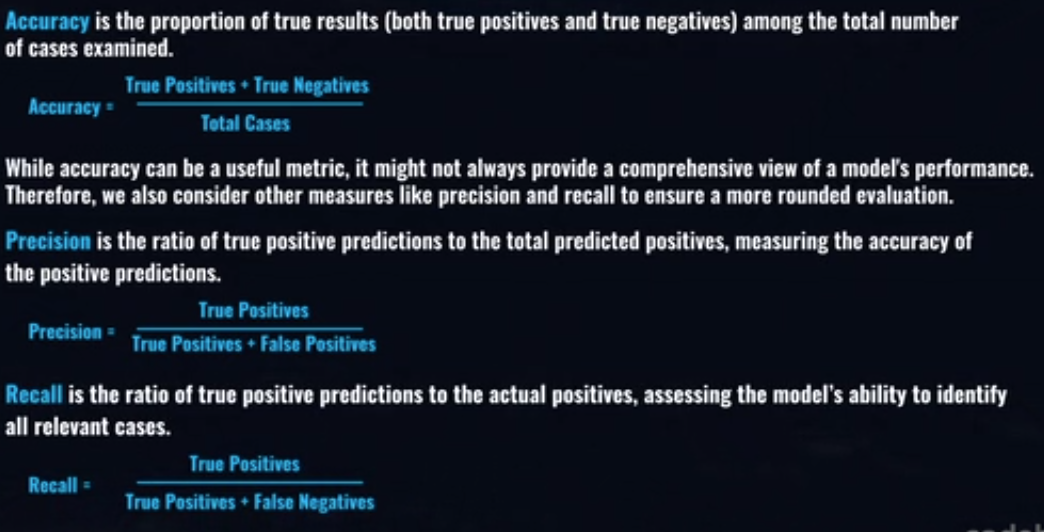 Accuracy is the proportion of true results (both true positives and true negatives) among the total number
of cases examined.
True Positives + True Negatives
Accuracy =
Total Cases
While accuracy can be a useful metric, it might not always provide a comprehensive view of a model's performance.
Therefore, we also consider other measures like precision and recall to ensure a more rounded evaluation.
Precision is the ratio of true positive predictions to the total predicted positives, measuring the accuracy of
the positive predictions.
True Positives
Precision =
True Positives + False Positives
Recall is the ratio of true positive predictions to the actual positives, assessing the model's ability to identify
all relevant cases.
True Positives
Recall =
True Positives + False Negatives